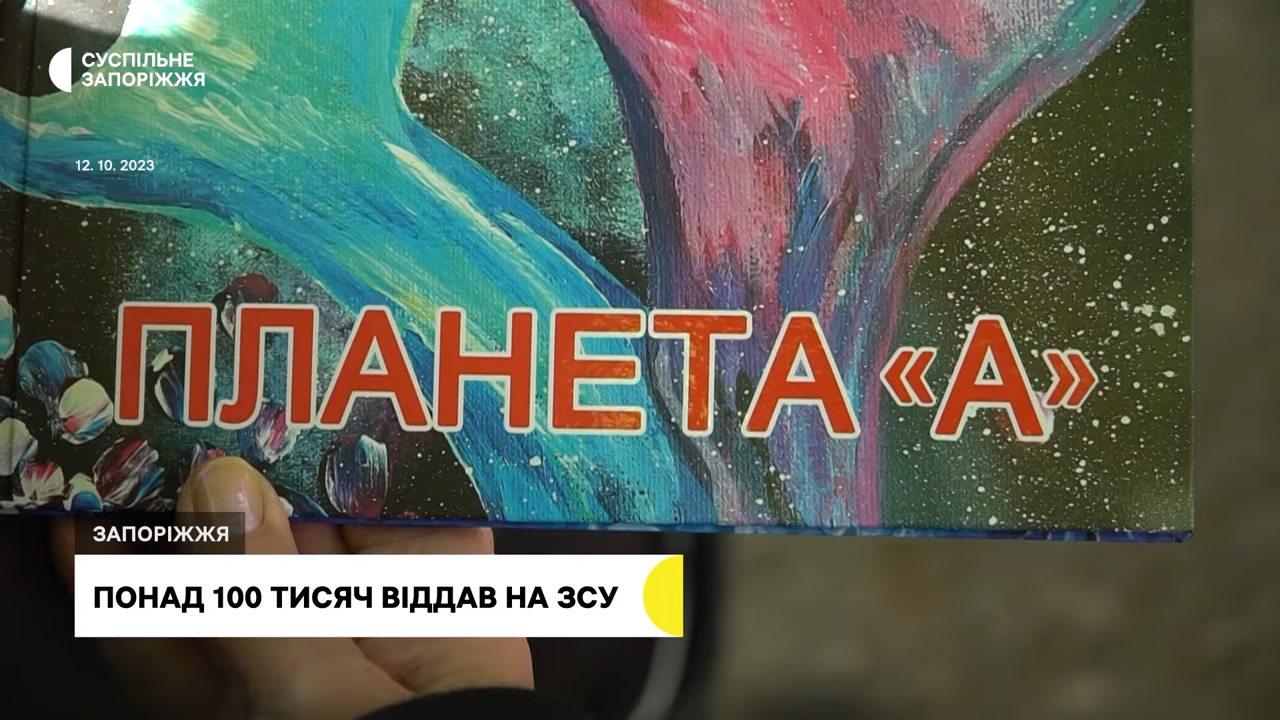 СУСПІЛЬНЕ
ЗАПОРІЖЖЯ
12. 10. 2023
ПЛАНЕТА «А»
ЗАПОРІЖЖЯ
ПОНАД 100 ТИСЯЧ ВІДДАВ НА ЗСУ